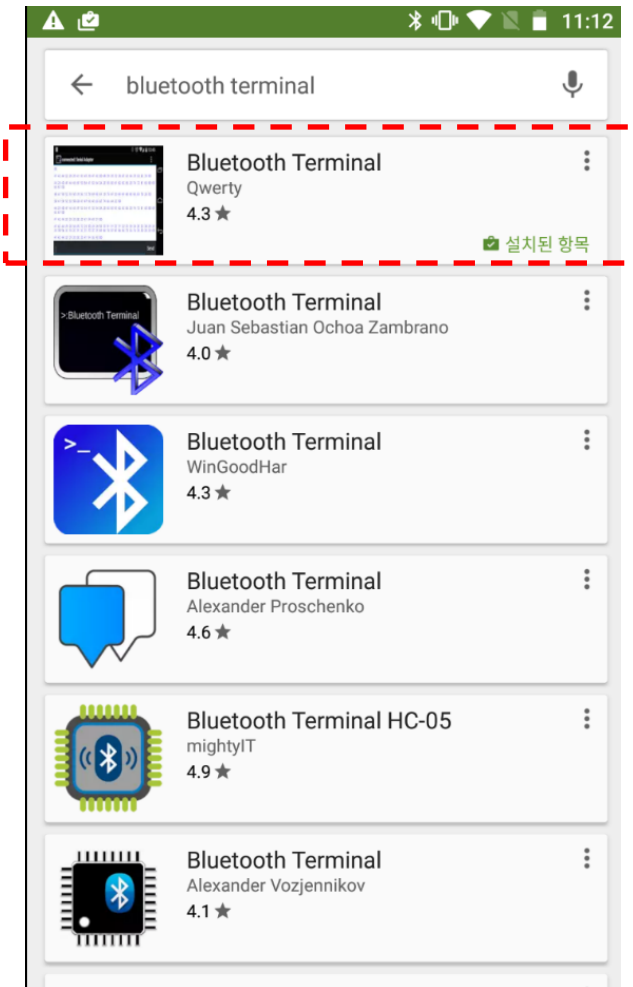 11:12
bluetooth terminal
Bluetooth Terminal
Qwerty
4.3 ★
설치된 항목
>:Bluetooth Terminal
Bluetooth Terminal
Juan Sebastian Ochoa Zambrano
4.0 ★
>_
Bluetooth Terminal
WinGoodHar
4.3 ★
Bluetooth Terminal
Alexander Proschenko
4.6 ★
Bluetooth Terminal HC-05
mightyIT
4.9 ★
Bluetooth Terminal
Alexander Vozjennikov
4.1 ★